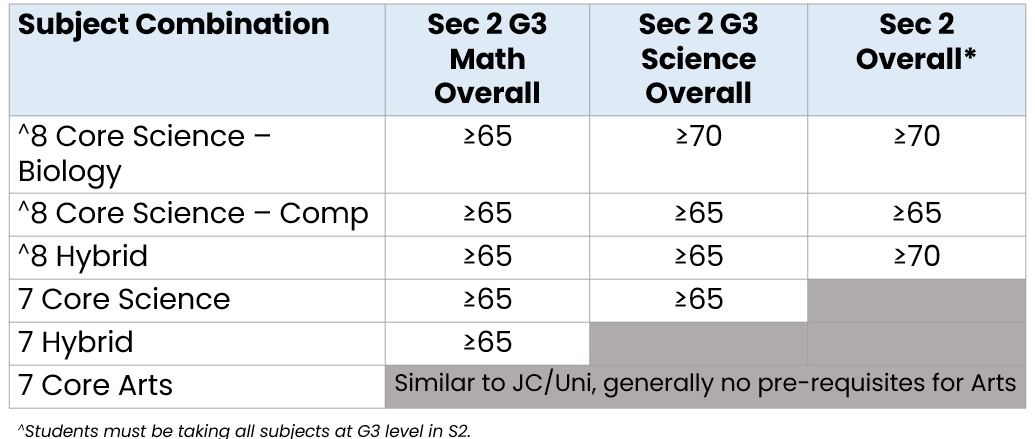 Subject Combination
Sec 2 G3
Math
Overall
Sec 2 G3
Science
Overall
Sec 2
Overall*
^8 Core Science –
Biology
≥65
≥70
≥70
^8 Core Science – Comp
≥65
≥65
≥65
^8 Hybrid
≥65
≥65
≥70
7 Core Science
≥65
≥65
7 Hybrid
≥65
7 Core Arts
Similar to JC/Uni, generally no pre-requisites for Arts
^Students must be taking all subjects at G3 level in S2.